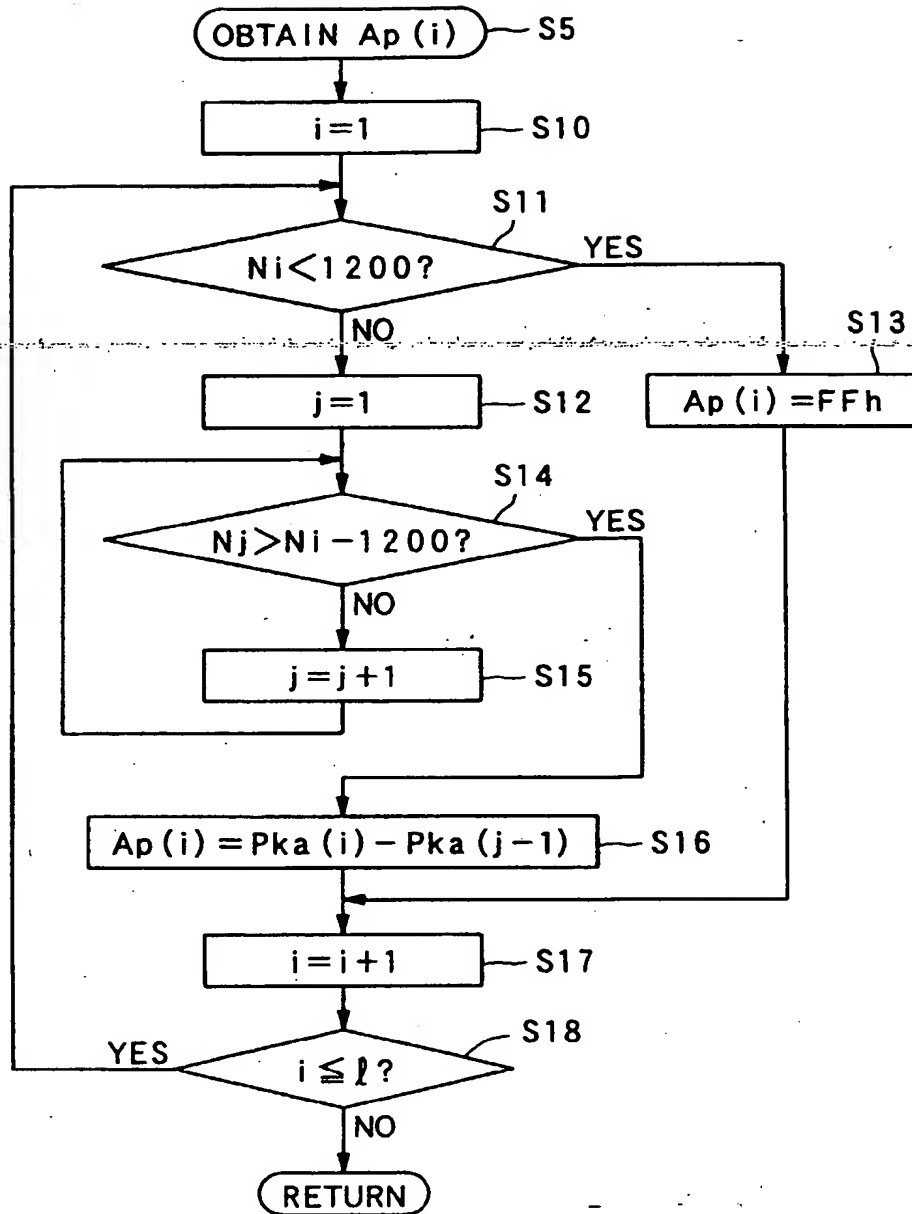 OBTAIN Ap(i)
S5
i=1
S10
S11
Ni<1200?
YES
NO
S13
j=1
S12
Ap(i)=FFh
S14
Nj>Ni-1200?
YES
NO
j=j+1
S15
Ap(i)=Pka(i)-Pka(j-1)
S16
i=i+1
S17
S18
YES
i≦ℓ?
NO
RETURN